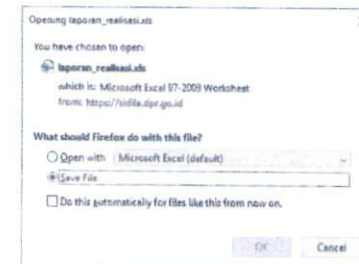 Opening laporan_realisasi.xls
You have chosen to open:
laporan_realisasi.xls
which is: Microsoft Excel 97-2003 Worksheet
from: https://sidila.dpr.go.id
What should Firefox do with this file?
Open with Microsoft Excel (default)
Save File
Do this automatically for files like this from now on.
OK Cancel